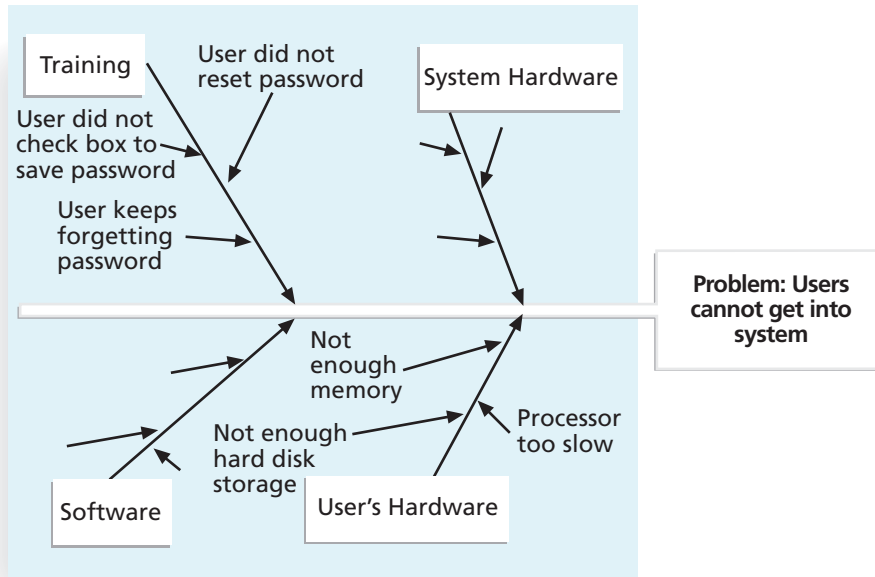 Training
User did not
reset password
System Hardware
User did not
check box to
save password
User keeps
forgetting
password
Problem: Users
cannot get into
system
Not
enough
memory
Processor
too slow
Not enough
hard disk
storage
Software
User's Hardware